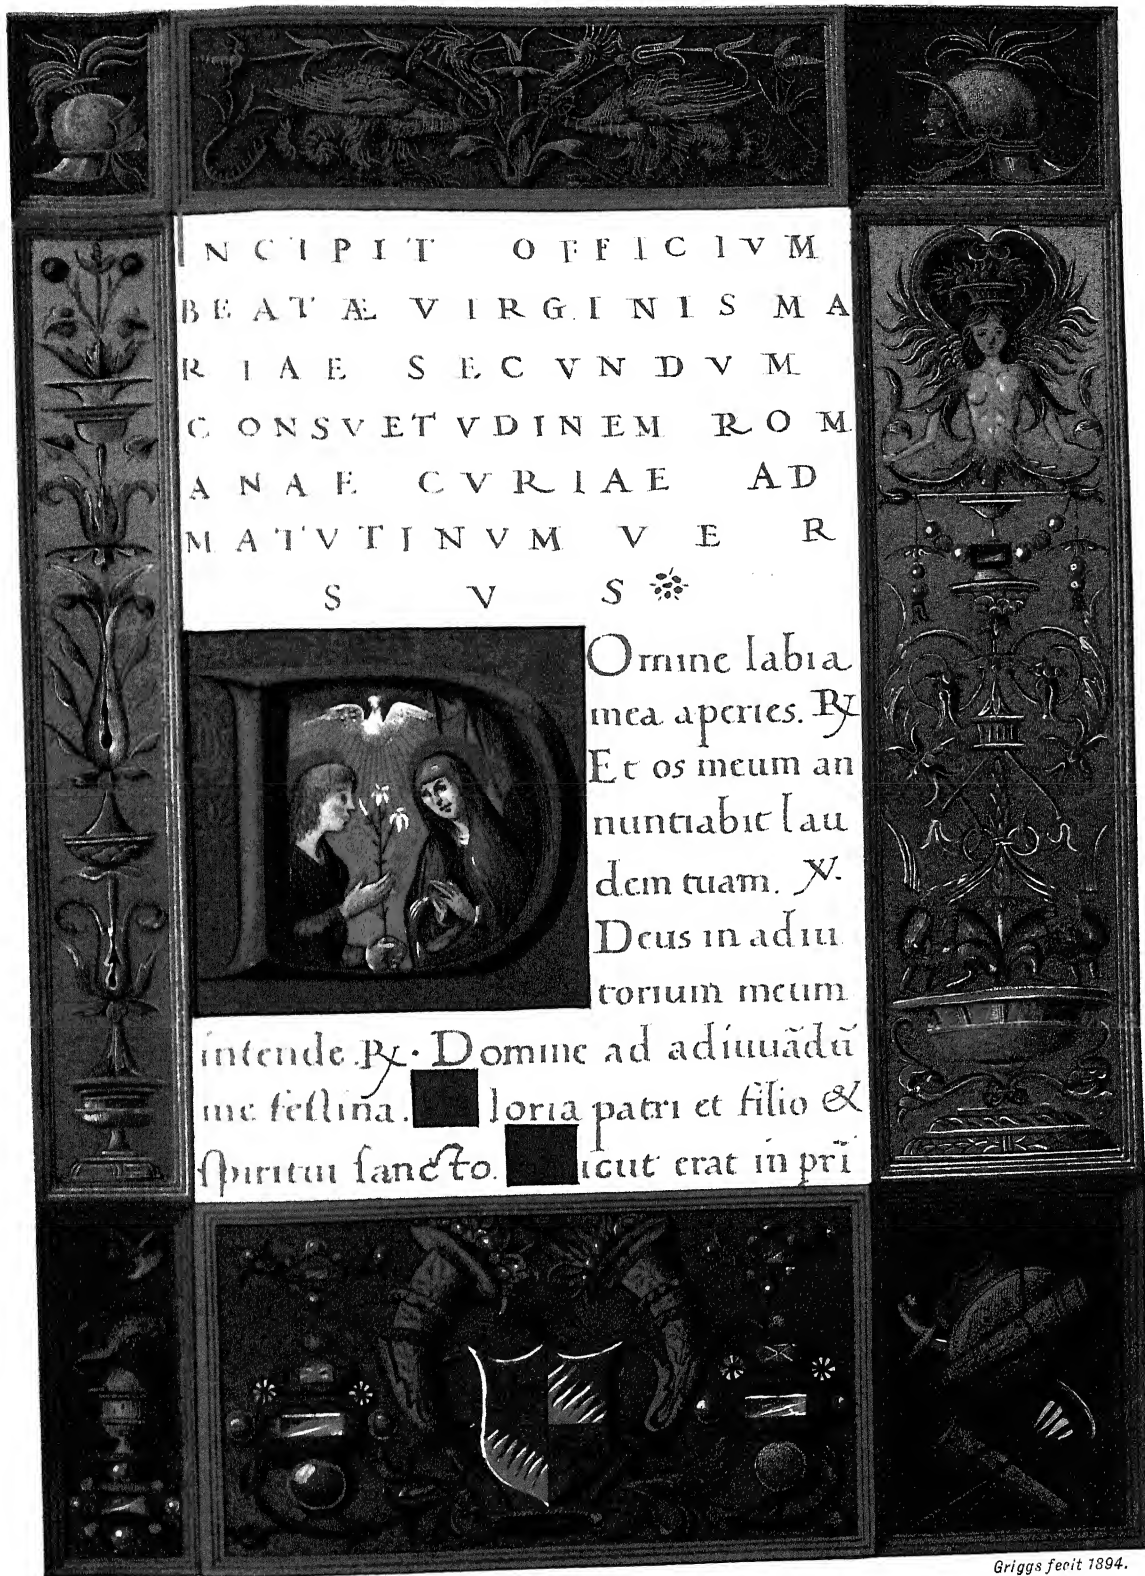 INCIPIT OFFICIVM
BEATÆ VIRGINIS MA
RIAE SECVNDVM
CONSVETVDINEM ROM
ANAE CVRIAE AD
MATVTINVM VER
SVS
Omine labia
mea aperies. ℟
Et os meum an
nuntiabit lau
dem tuam. ℣.
Deus in adiu
torium meum
intende. ℟. Domine ad adiuuādū
me festina. loria patri et filio &
spiritui sancto. icut erat in pri
Griggs fecit 1894.